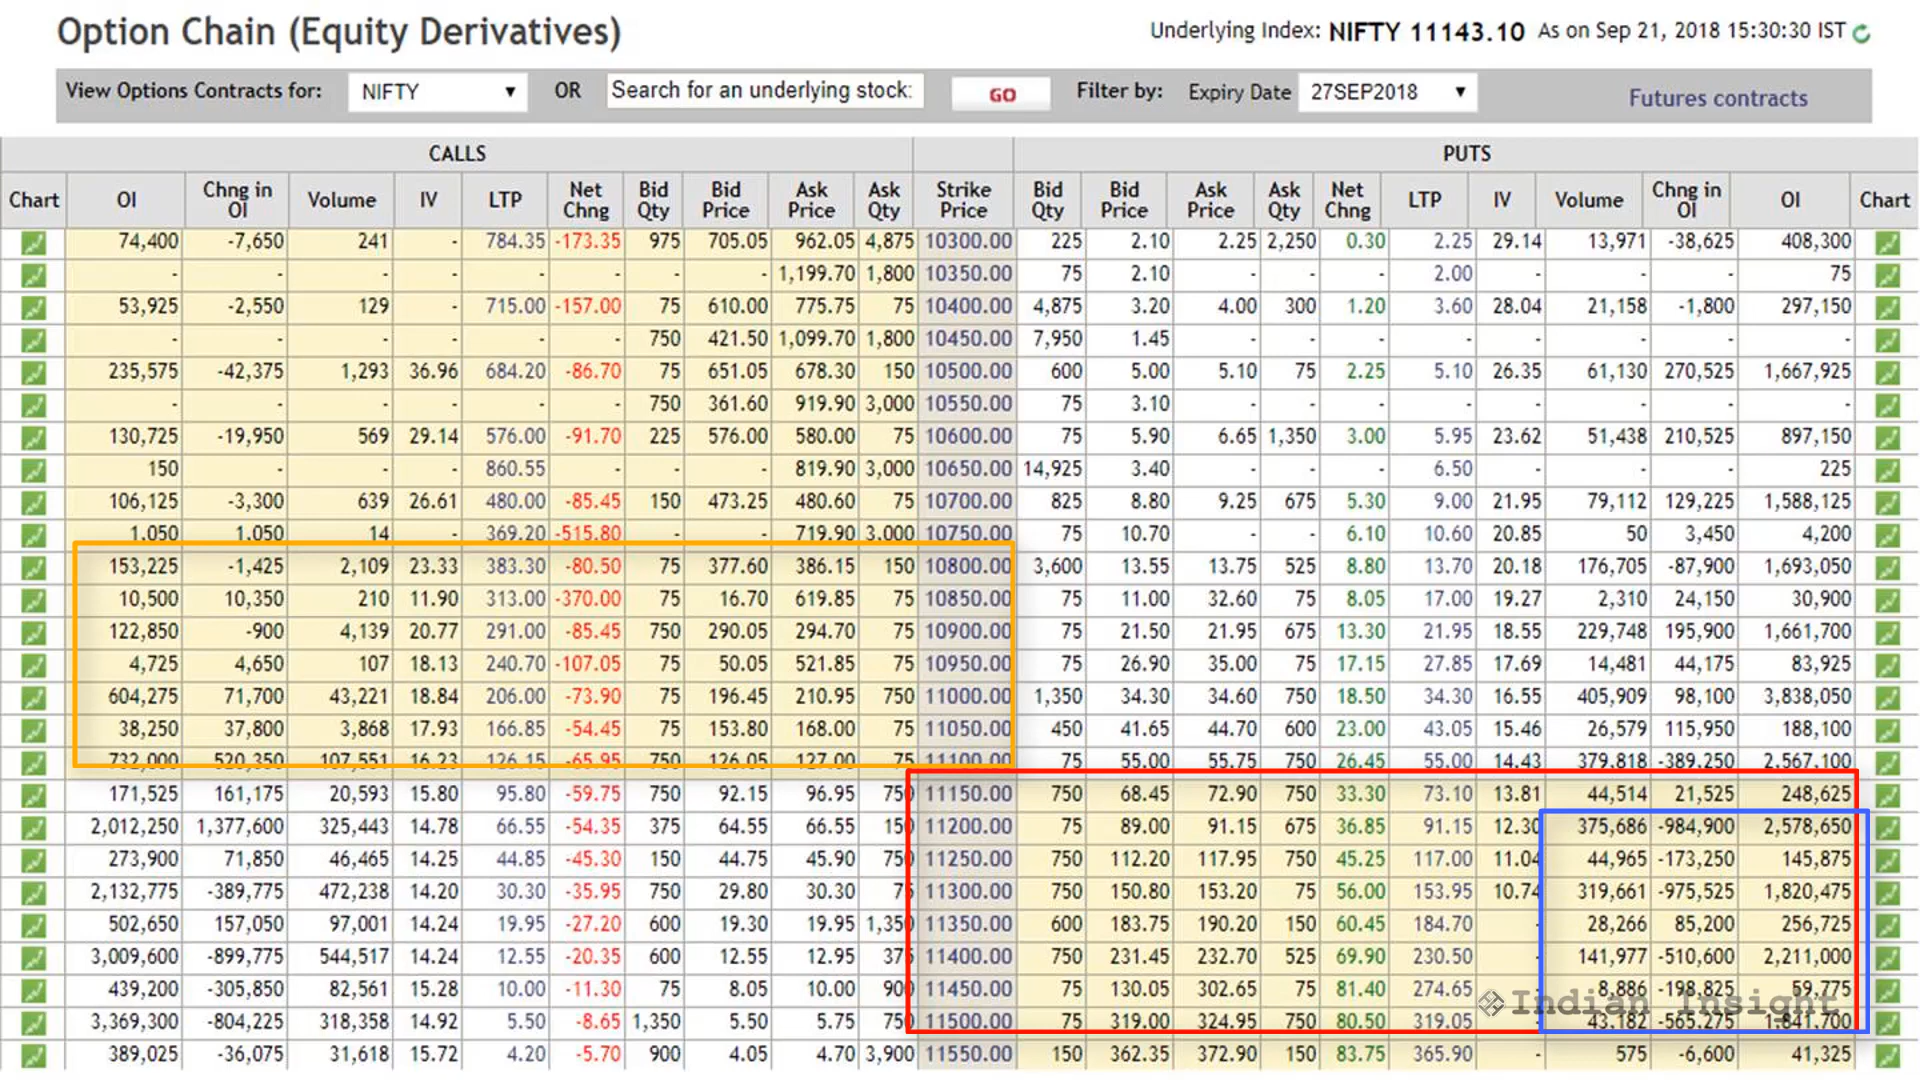 Option Chain (Equity Derivatives)
Underlying Index: NIFTY 11143.10 As on Sep 21, 2018 15:30:30 IST
View Options Contracts for: NIFTY OR Search for an underlying stock: GO Filter by: Expiry Date 27SEP2018 Futures contracts
CALLS PUTS
Chart OI Chng in OI Volume IV LTP Net Chng Bid Qty Bid Price Ask Price Ask Qty Strike Price Bid Qty Bid Price Ask Price Ask Qty Net Chng LTP IV Volume Chng in OI OI Chart
74,400 -7,650 241 - 784.35 -173.35 975 705.05 962.05 4,875 10300.00 225 2.10 2.25 2,250 0.30 2.25 29.14 13,971 -38,625 408,300
- - - - - - - - 1,199.70 1,800 10350.00 75 2.10 - - - 2.00 - - - 75
53,925 -2,550 129 - 715.00 -157.00 75 610.00 775.75 75 10400.00 4,875 3.20 4.00 300 1.20 3.60 28.04 21,158 -1,800 297,150
- - - - - - 750 421.50 1,099.70 1,800 10450.00 7,950 1.45 - - - - - - - -
235,575 -42,375 1,293 36.96 684.20 -86.70 75 651.05 678.30 150 10500.00 600 5.00 5.10 75 2.25 5.10 26.35 61,130 270,525 1,667,925
- - - - - - 750 361.60 919.90 3,000 10550.00 75 3.10 - - - - - - - -
130,725 -19,950 569 29.14 576.00 -91.70 225 576.00 580.00 75 10600.00 75 5.90 6.65 1,350 3.00 5.95 23.62 51,438 210,525 897,150
150 - - - 860.55 - - - 819.90 3,000 10650.00 14,925 3.40 - - - 6.50 - - - 225
106,125 -3,300 639 26.61 480.00 -85.45 150 473.25 480.60 75 10700.00 825 8.80 9.25 675 5.30 9.00 21.95 79,112 129,225 1,588,125
1,050 1,050 14 - 369.20 -515.80 - - 719.90 3,000 10750.00 75 10.70 - - 6.10 10.60 20.85 50 3,450 4,200
153,225 -1,425 2,109 23.33 383.30 -80.50 75 377.60 386.15 150 10800.00 3,600 13.55 13.75 525 8.80 13.70 20.18 176,705 -87,900 1,693,050
10,500 10,350 210 11.90 313.00 -370.00 75 16.70 619.85 75 10850.00 75 11.00 32.60 75 8.05 17.00 19.27 2,310 24,150 30,900
122,850 -900 4,139 20.77 291.00 -85.45 750 290.05 294.70 75 10900.00 75 21.50 21.95 675 13.30 21.95 18.55 229,748 195,900 1,661,700
4,725 4,650 107 18.13 240.70 -107.05 75 50.05 521.85 75 10950.00 75 26.90 35.00 75 17.15 27.85 17.69 14,481 44,175 83,925
604,275 71,700 43,221 18.84 206.00 -73.90 75 196.45 210.95 750 11000.00 1,350 34.30 34.60 750 18.50 34.30 16.55 405,909 98,100 3,838,050
38,250 37,800 3,868 17.93 166.85 -54.45 75 153.80 168.00 75 11050.00 450 41.65 44.70 600 23.00 43.05 15.46 26,579 115,950 188,100
732,000 520,350 107,551 16.23 126.15 -65.95 750 126.05 127.00 75 11100.00 75 55.00 55.75 750 26.45 55.00 14.43 379,818 -389,250 2,567,100
171,525 161,175 20,593 15.80 95.80 -59.75 750 92.15 96.95 750 11150.00 750 68.45 72.90 750 33.30 73.10 13.81 44,514 21,525 248,625
2,012,250 1,377,600 325,443 14.78 66.55 -54.35 375 64.55 66.55 150 11200.00 75 89.00 91.15 675 36.85 91.15 12.30 375,686 -984,900 2,578,650
273,900 71,850 46,465 14.25 44.85 -45.30 150 44.75 45.90 750 11250.00 750 112.20 117.95 750 45.25 117.00 11.04 44,965 -173,250 145,875
2,132,775 -389,775 472,238 14.20 30.30 -35.95 750 29.80 30.30 75 11300.00 750 150.80 153.20 75 56.00 153.95 10.74 319,661 -975,525 1,820,475
502,650 157,050 97,001 14.24 19.95 -27.20 600 19.30 19.95 1,350 11350.00 600 183.75 190.20 150 60.45 184.70 - 28,266 85,200 256,725
3,009,600 -899,775 544,517 14.24 12.55 -20.35 600 12.55 12.95 375 11400.00 750 231.45 232.70 525 69.90 230.50 - 141,977 -510,600 2,211,000
439,200 -305,850 82,561 15.28 10.00 -11.30 75 8.05 10.00 900 11450.00 75 130.05 302.65 75 81.40 274.65 - 8,886 -198,825 59,775
Indian Insight
3,369,300 -804,225 318,358 14.92 5.50 -8.65 1,350 5.50 5.75 750 11500.00 75 319.00 324.95 750 80.50 319.05 - 43,182 -565,275 1,841,700
389,025 -36,075 31,618 15.72 4.20 -5.70 900 4.05 4.70 3,900 11550.00 150 362.35 372.90 150 83.75 365.90 - 575 -6,600 41,325